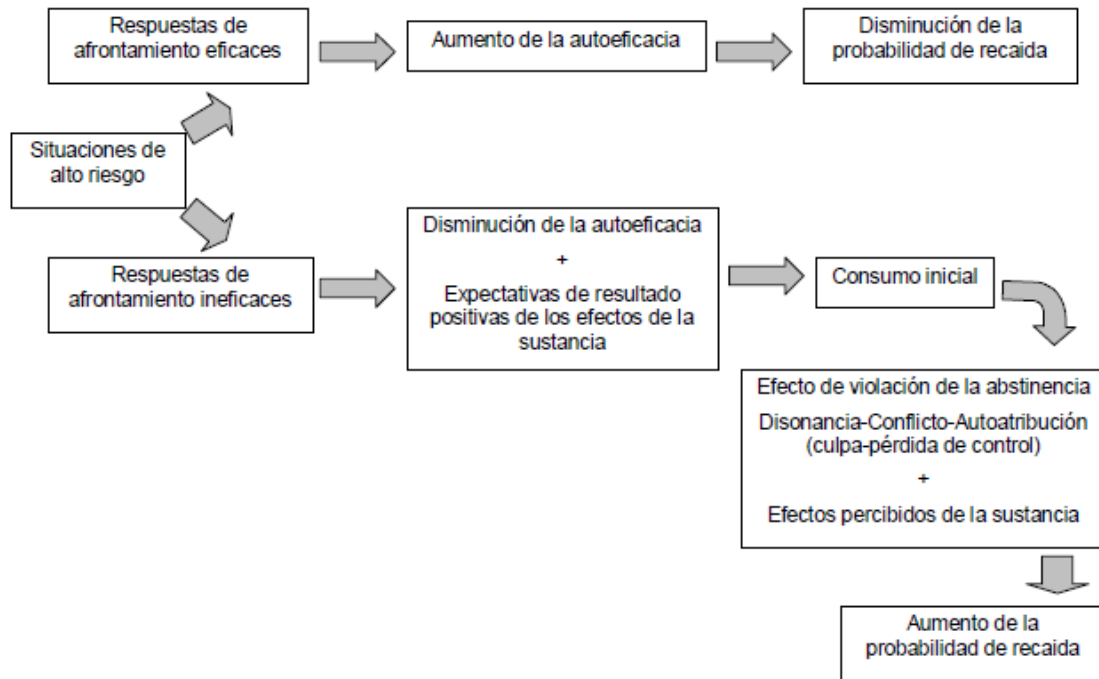 Respuestas de
afrontamiento eficaces
Aumento de la autoeficacia
Disminución de la
probabilidad de recaida
Situaciones de
alto riesgo
Respuestas de
afrontamiento ineficaces
Disminución de la autoeficacia
+
Expectativas de resultado
positivas de los efectos de la
sustancia
Consumo inicial
Efecto de violación de la abstinencia
Disonancia-Conflicto-Autoatribución
(culpa-pérdida de control)
+
Efectos percibidos de la sustancia
Aumento de la
probabilidad de recaida